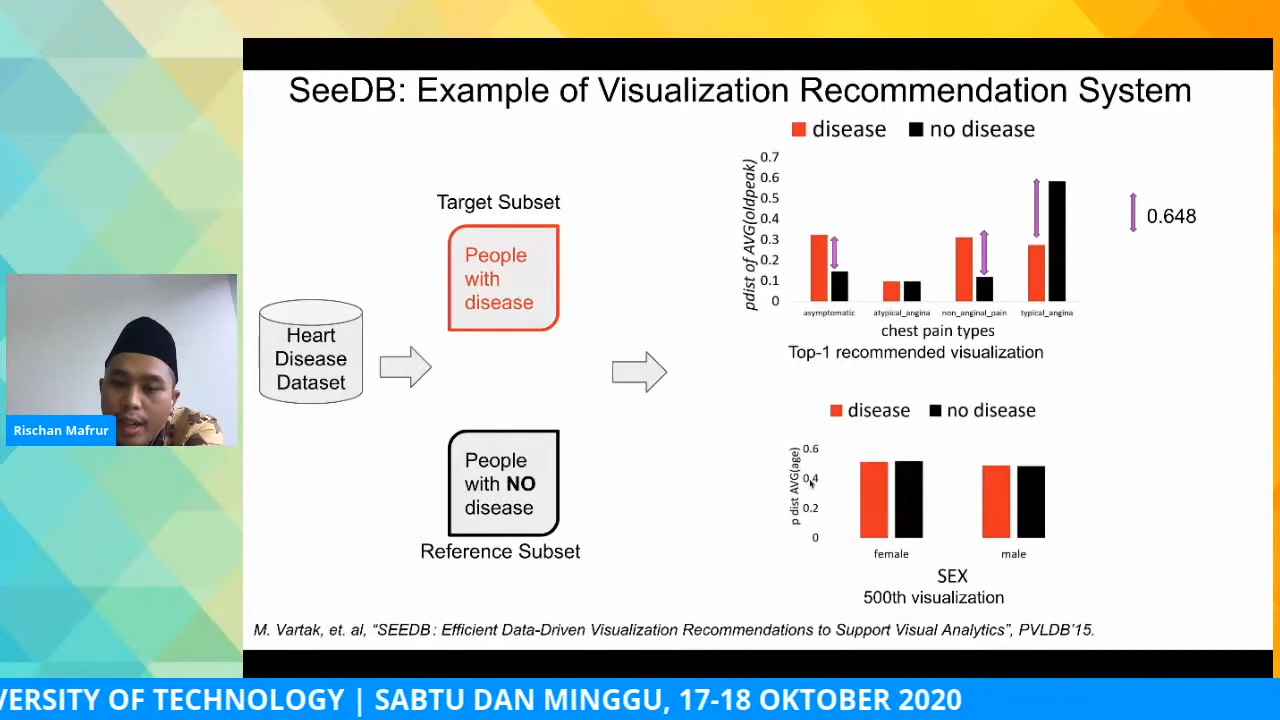 SeeDB: Example of Visualization Recommendation System
Target Subset
People
with
disease
Heart
Disease
Dataset
People
with NO
disease
Reference Subset
disease no disease
pdist of AVG(oldpeak)
0.7
0.6
0.5
0.4
0.3
0.2
0.1
0
asymptomatic atypical_angina non_anginal_pain typical_angina
chest pain types
Top-1 recommended visualization
0.648
disease no disease
p dist AVG(age)
0.6
0.4
0.2
0
female male
SEX
500th visualization
M. Vartak, et. al, “SEEDB: Efficient Data-Driven Visualization Recommendations to Support Visual Analytics”, PVLDB’15.
Rischan Mafrur
VERSITY OF TECHNOLOGY | SABTU DAN MINGGU, 17-18 OKTOBER 2020